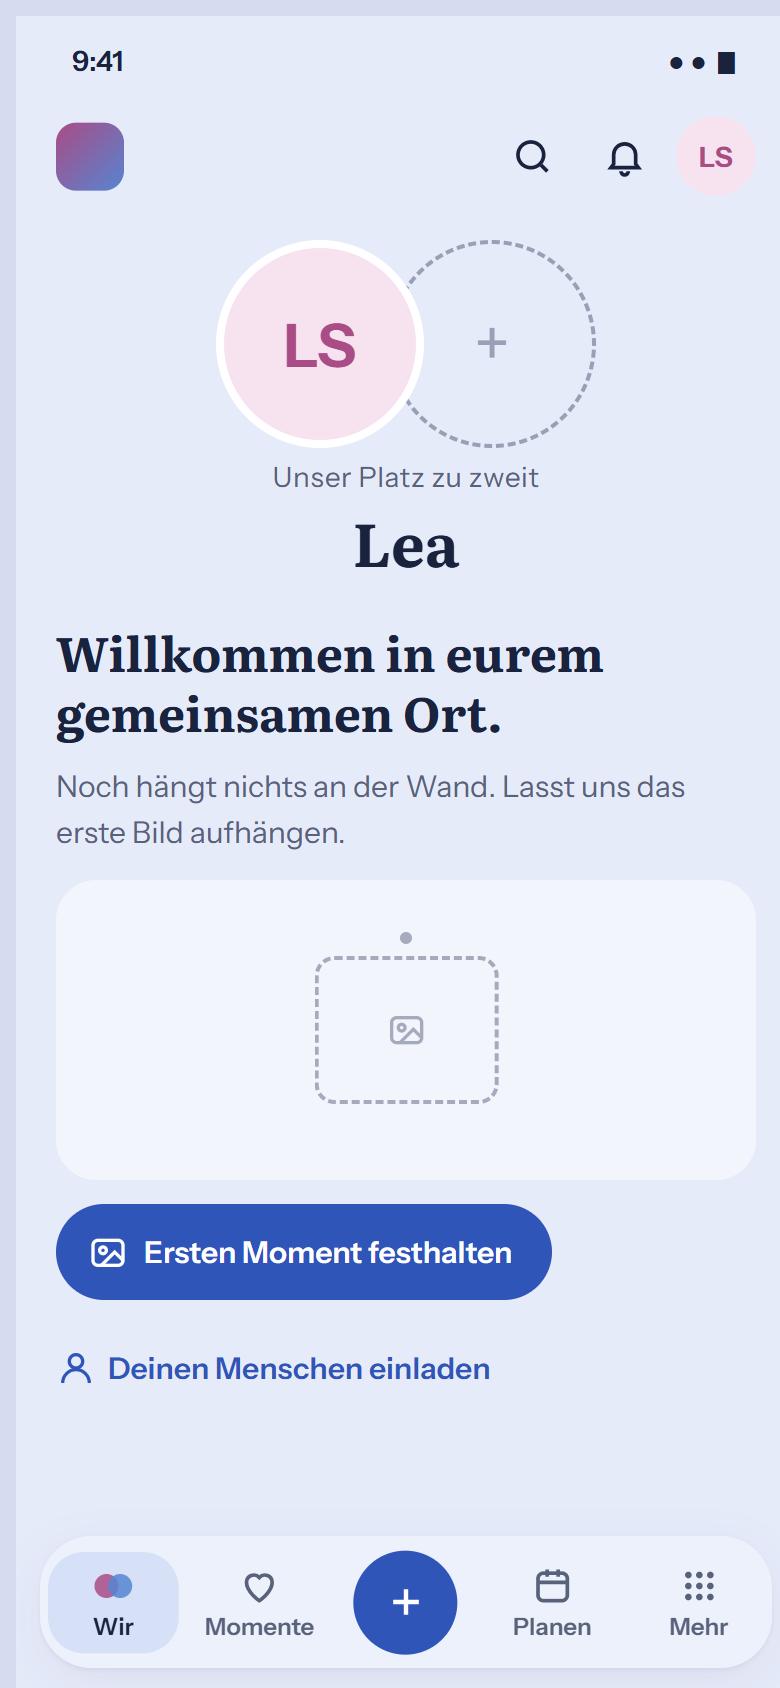 9:41
LS
LS
+
Unser Platz zu zweit
Lea
Willkommen in eurem
gemeinsamen Ort.
Noch hängt nichts an der Wand. Lasst uns das
erste Bild aufhängen.
Ersten Moment festhalten
Deinen Menschen einladen
Wir
Momente
+
Planen
Mehr